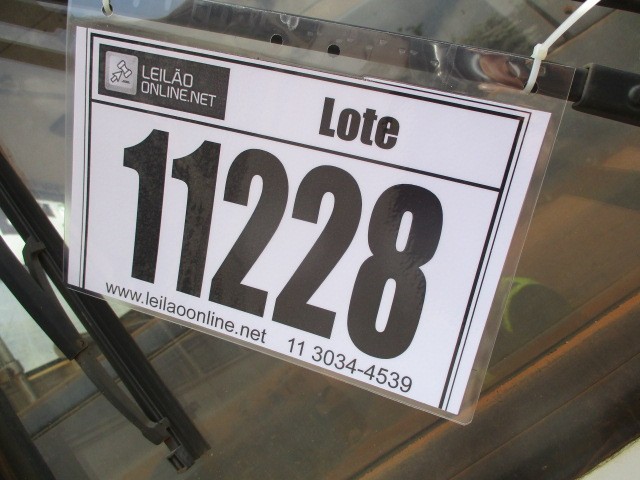 LEILÃO
ONLINE.NET
Lote
11228
www.leilaoonline.net 11 3034-4539